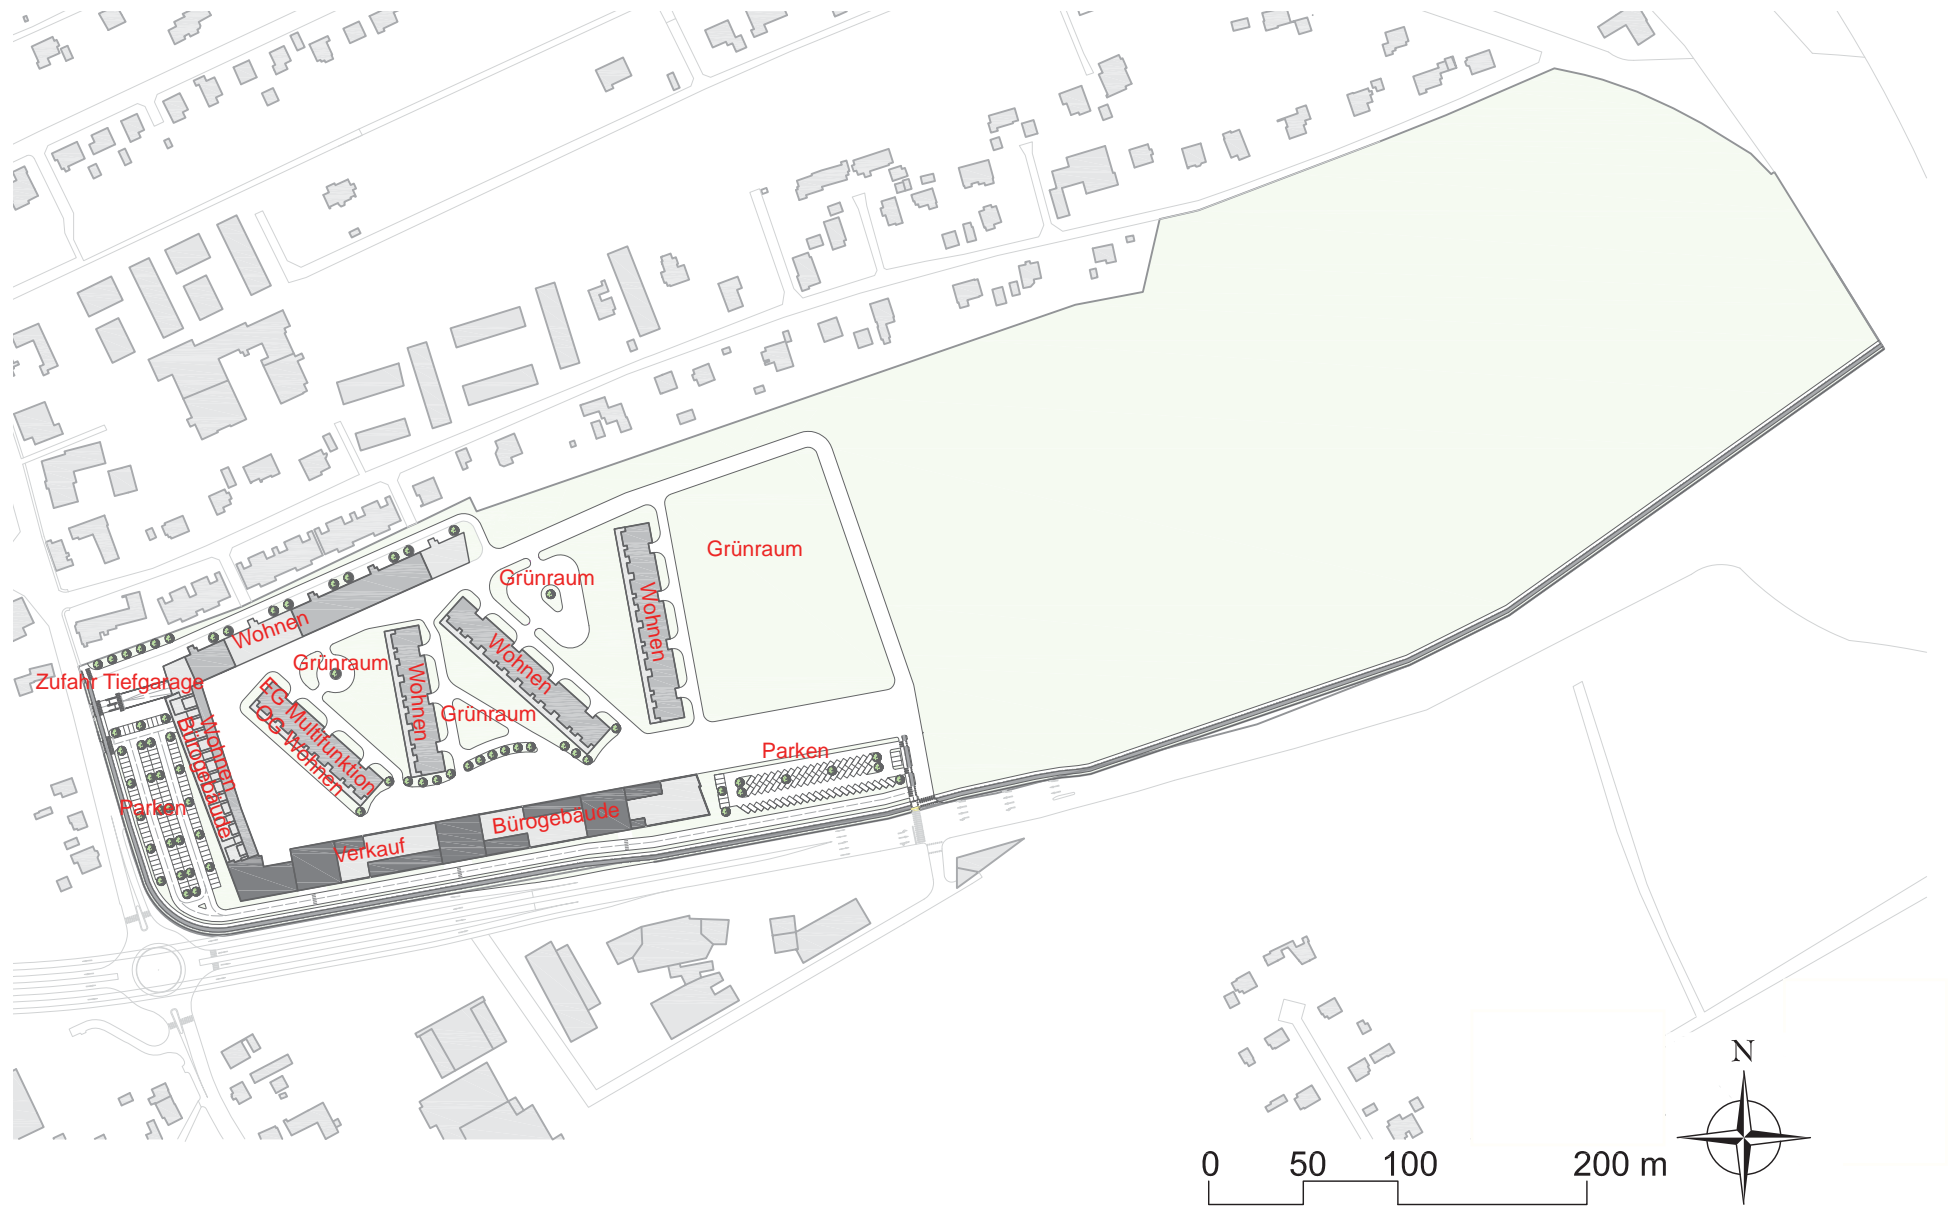 Grünraum
Grünraum
Wohnen
Wohnen
Wohnen
Grünraum
Zufahr Tiefgarage
Wohnen
EG Multifunktion
OG Wohnen
Grünraum
Wohnen
Bürogebäude
Parken
Parken
Bürogebäude
Verkauf
N
0 50 100 200 m